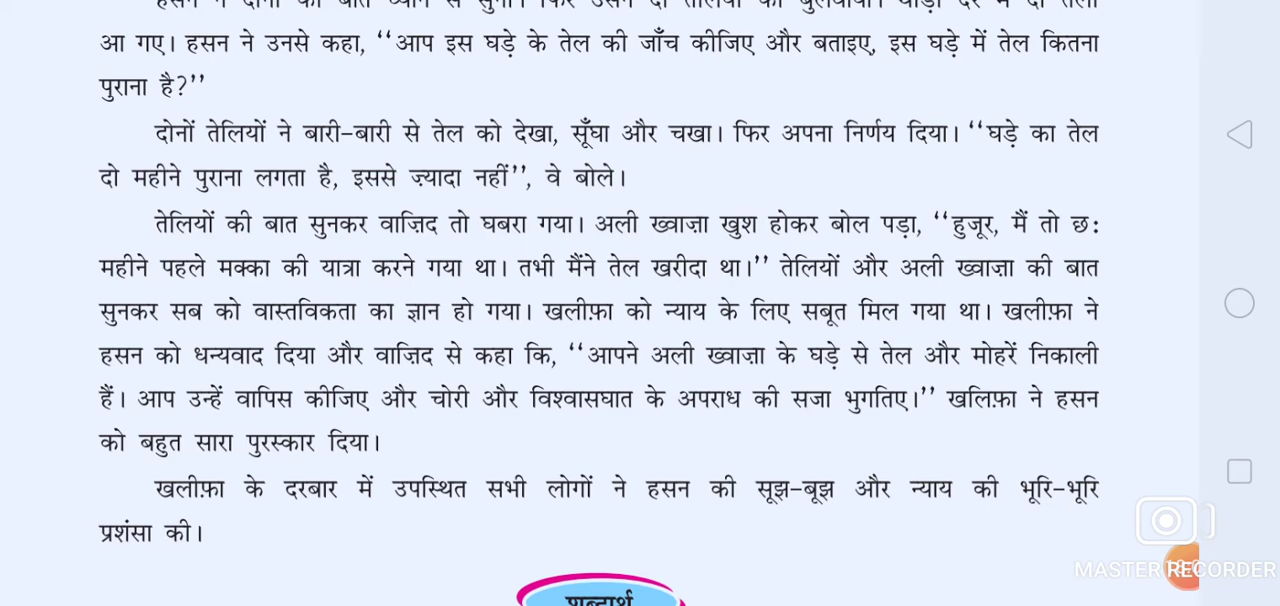 हसन ने दोनों की बात ध्यान से सुनी। फिर उसने दो तेलियों को बुलवाया। थोड़ी देर में दो तेली
आ गए। हसन ने उनसे कहा, ‘‘आप इस घड़े के तेल की जाँच कीजिए और बताइए, इस घड़े में तेल कितना
पुराना है?’’
दोनों तेलियों ने बारी-बारी से तेल को देखा, सूँघा और चखा। फिर अपना निर्णय दिया। ‘‘घड़े का तेल
दो महीने पुराना लगता है, इससे ज़्यादा नहीं’’, वे बोले।
तेलियों की बात सुनकर वाज़िद तो घबरा गया। अली ख्वाज़ा खुश होकर बोल पड़ा, ‘‘हुजूर, मैं तो छः
महीने पहले मक्का की यात्रा करने गया था। तभी मैंने तेल खरीदा था।’’ तेलियों और अली ख्वाज़ा की बात
सुनकर सब को वास्तविकता का ज्ञान हो गया। खलीफ़ा को न्याय के लिए सबूत मिल गया था। खलीफ़ा ने
हसन को धन्यवाद दिया और वाज़िद से कहा कि, ‘‘आपने अली ख्वाज़ा के घड़े से तेल और मोहरें निकाली
हैं। आप उन्हें वापिस कीजिए और चोरी और विश्वासघात के अपराध की सजा भुगतिए।’’ खलिफ़ा ने हसन
को बहुत सारा पुरस्कार दिया।
खलीफ़ा के दरबार में उपस्थित सभी लोगों ने हसन की सूझ-बूझ और न्याय की भूरि-भूरि
प्रशंसा की।
शब्दार्थ
MASTER RECORDER